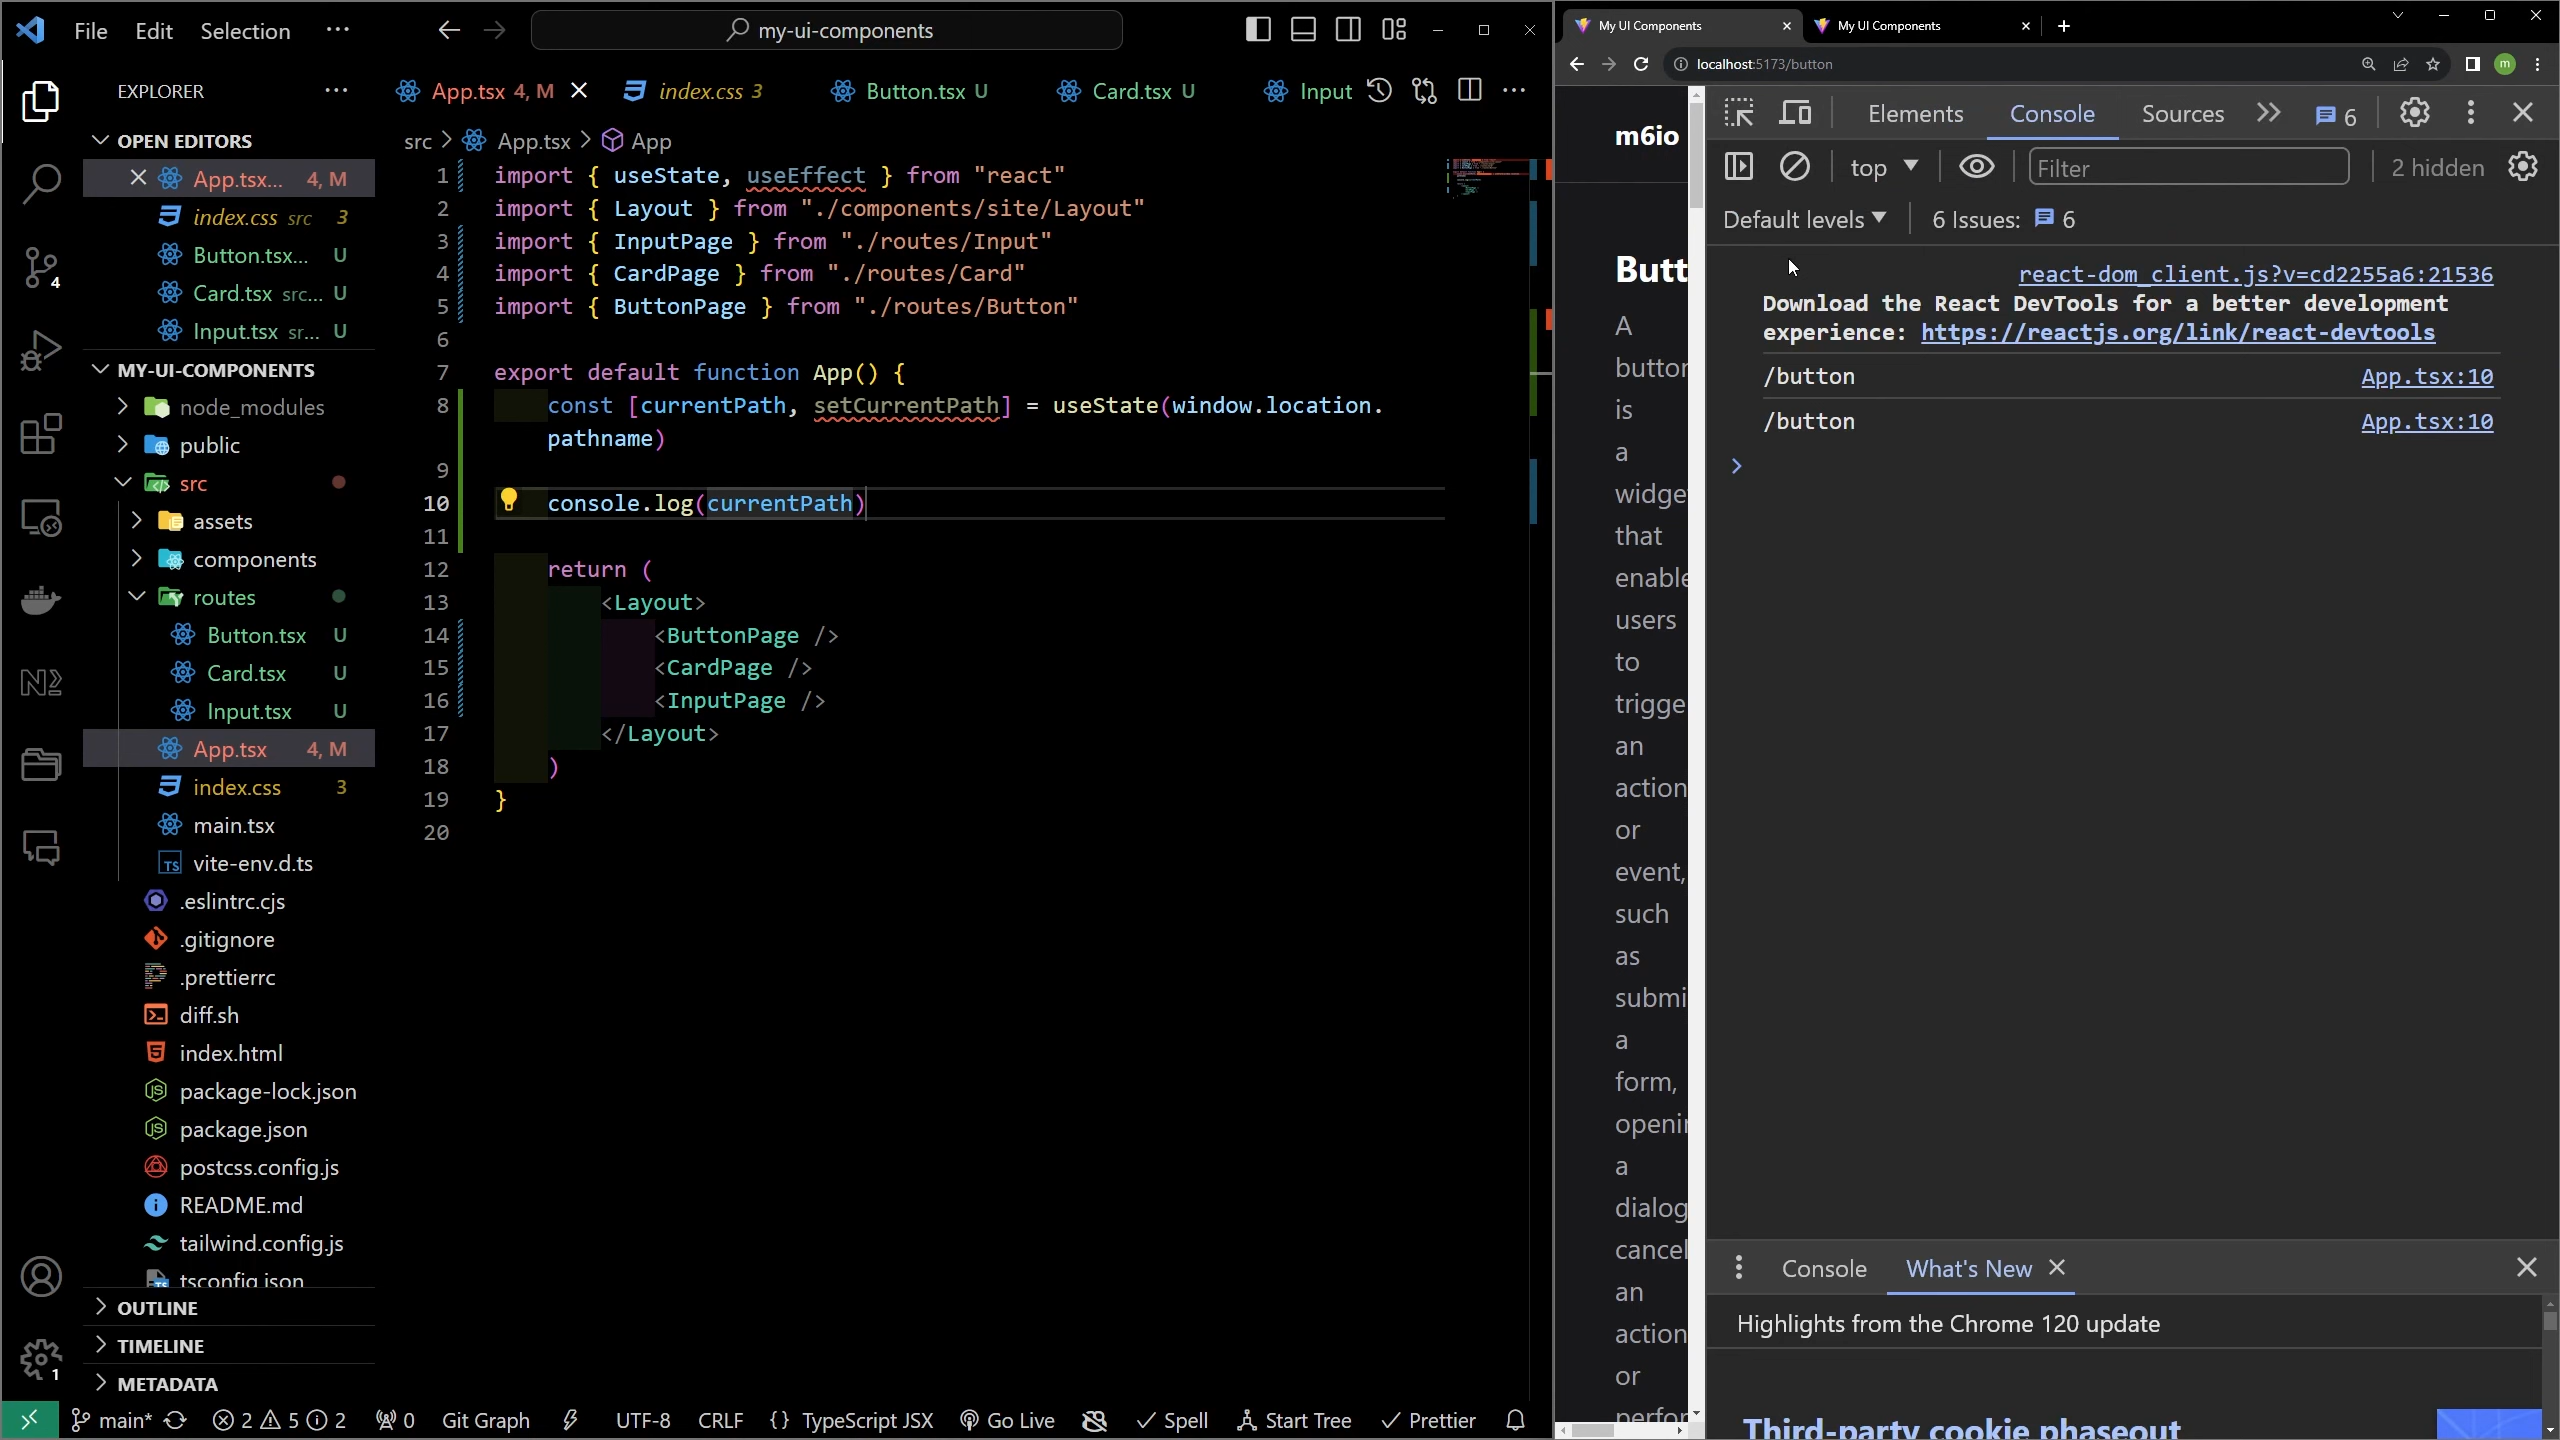 File Edit Selection ···
my-ui-components
EXPLORER
OPEN EDITORS
App.tsx... 4, M
index.css src 3
Button.tsx... U
Card.tsx src... U
Input.tsx sr... U
MY-UI-COMPONENTS
node_modules
public
src
assets
components
routes
Button.tsx U
Card.tsx U
Input.tsx U
App.tsx 4, M
index.css 3
main.tsx
TS vite-env.d.ts
.eslintrc.cjs
.gitignore
.prettierrc
diff.sh
index.html
package-lock.json
package.json
postcss.config.js
README.md
tailwind.config.js
tsconfig.json
OUTLINE
TIMELINE
METADATA
4
1
App.tsx 4, M
index.css 3
Button.tsx U
Card.tsx U
Input
src > App.tsx > App
1 import { useState, useEffect } from "react"
2 import { Layout } from "./components/site/Layout"
3 import { InputPage } from "./routes/Input"
4 import { CardPage } from "./routes/Card"
5 import { ButtonPage } from "./routes/Button"
6
7 export default function App() {
8 const [currentPath, setCurrentPath] = useState(window.location.
pathname)
9
10 console.log(currentPath)
11
12 return (
13 <Layout>
14 <ButtonPage />
15 <CardPage />
16 <InputPage />
17 </Layout>
18 )
19 }
20
main* 2 5 2 0 Git Graph UTF-8 CRLF {} TypeScript JSX Go Live Spell Start Tree Prettier
My UI Components
My UI Components
localhost:5173/button
m
m6io
Butt
A
button
is
a
widge
that
enable
users
to
trigge
an
action
or
event,
such
as
submi
a
form,
openin
a
dialog
cancel
an
action
or
perfor
Elements Console Sources 6
top Filter 2 hidden
Default levels 6 Issues: 6
react-dom_client.js?v=cd2255a6:21536
Download the React DevTools for a better development
experience: https://reactjs.org/link/react-devtools
/button App.tsx:10
/button App.tsx:10
Console What's New
Highlights from the Chrome 120 update
Third-party cookie phaseout